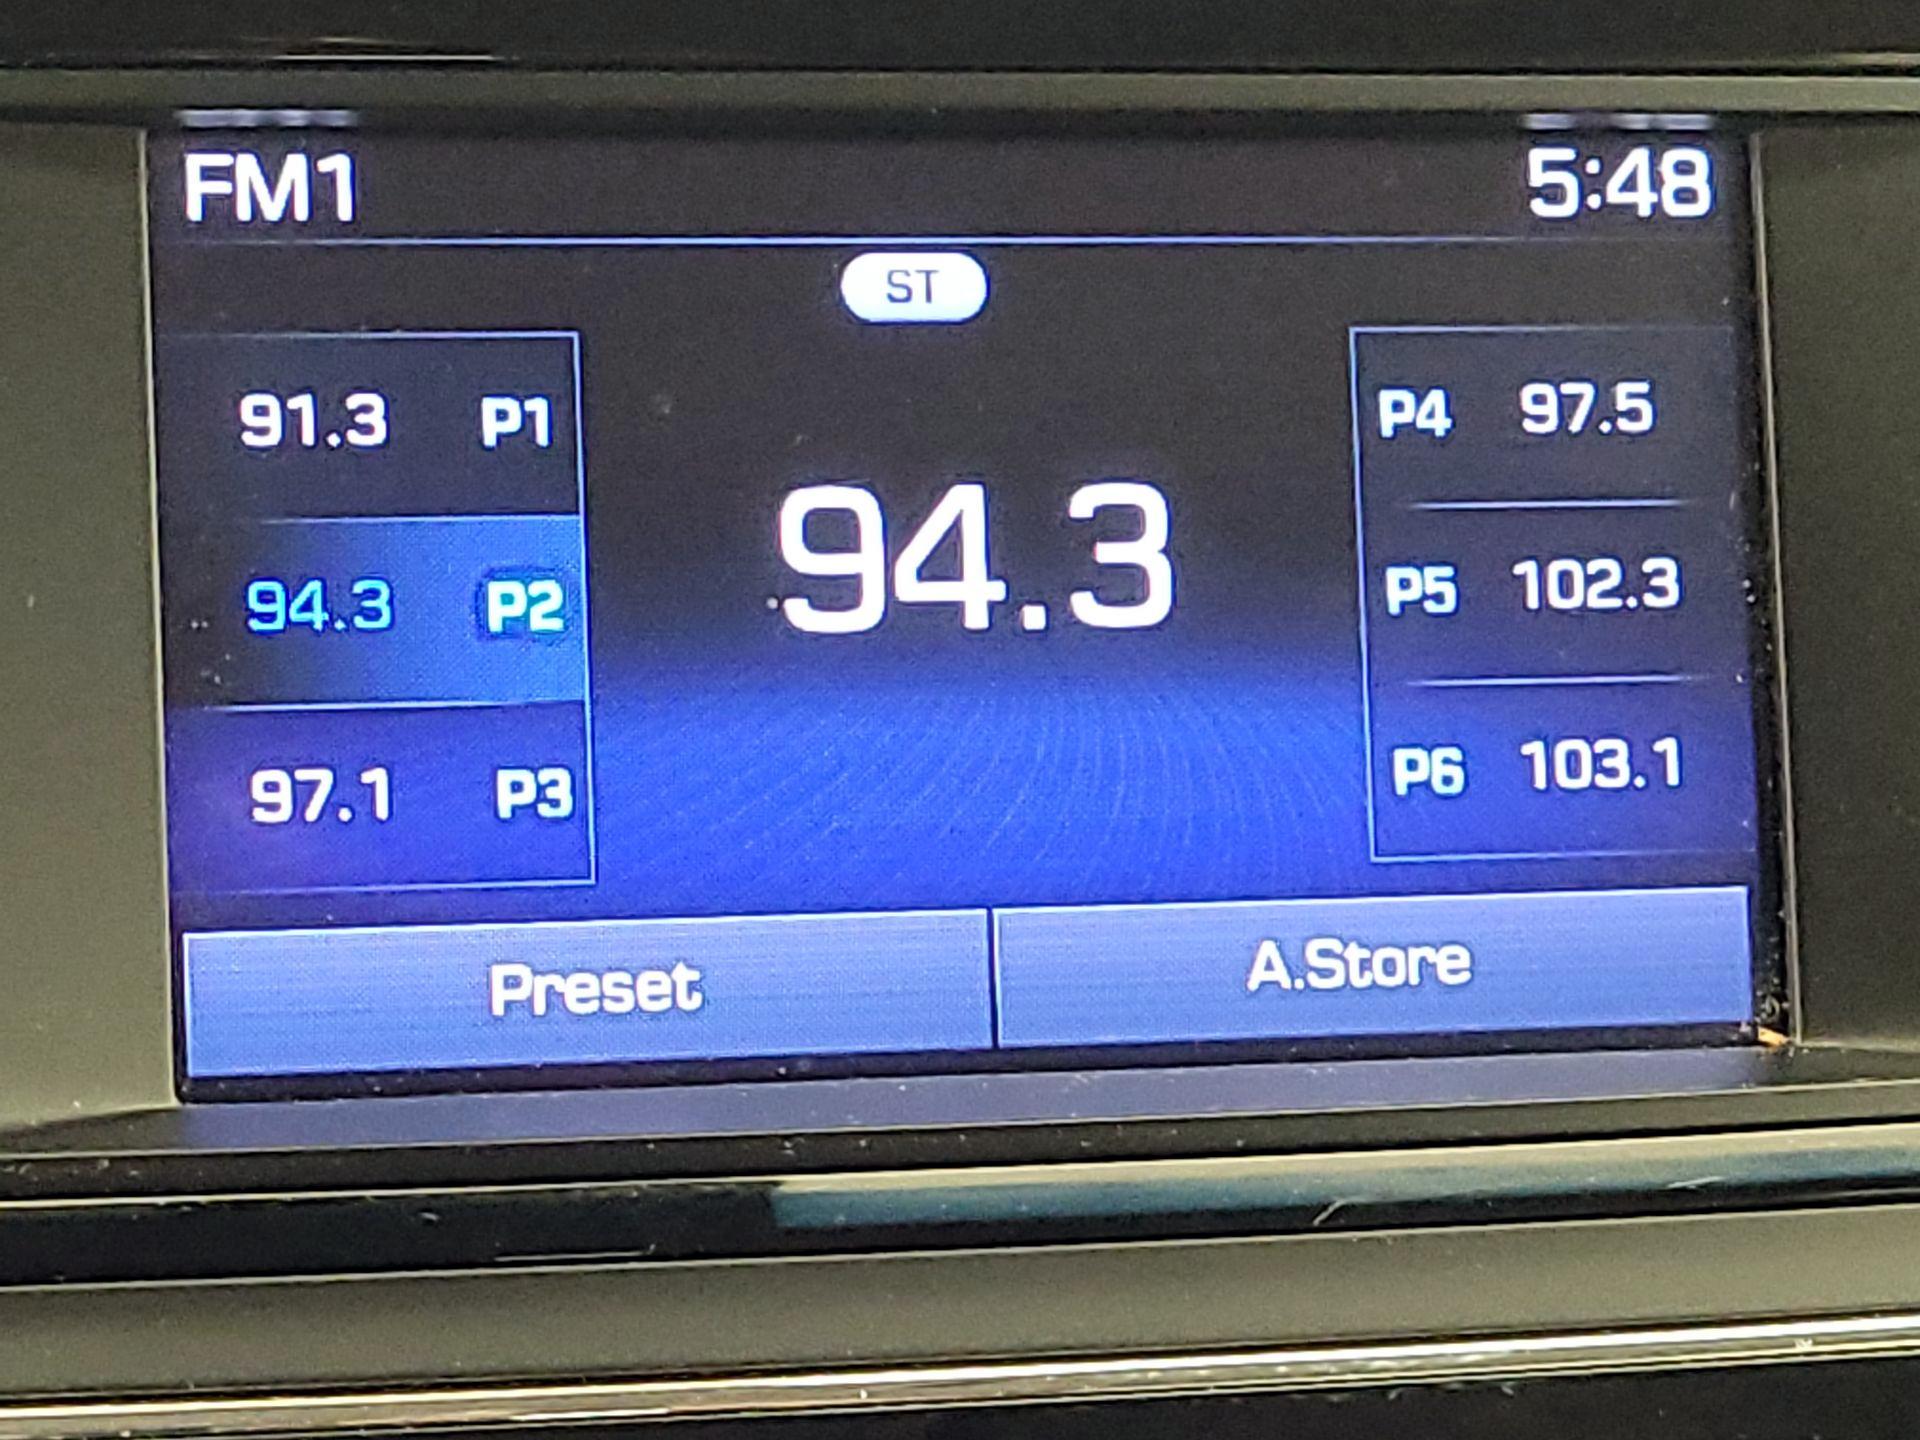 FM1 5:48
ST
91.3 P1
94.3 P2
97.1 P3
94.3
P4 97.5
P5 102.3
P6 103.1
Preset A.Store